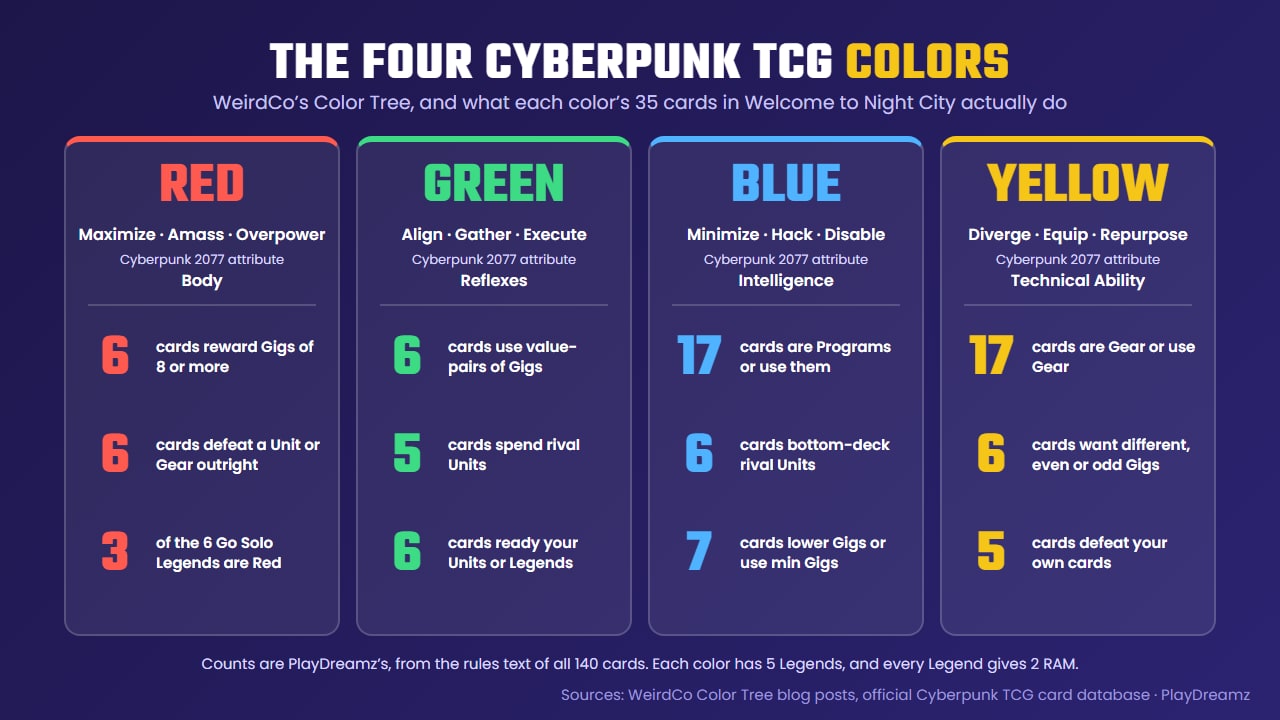 THE FOUR CYBERPUNK TCG COLORS
WeirdCo’s Color Tree, and what each color’s 35 cards in Welcome to Night City actually do
RED
Maximize · Amass · Overpower
Cyberpunk 2077 attribute
Body
6
cards reward Gigs of
8 or more
6
cards defeat a Unit or
Gear outright
3
of the 6 Go Solo
Legends are Red
GREEN
Align · Gather · Execute
Cyberpunk 2077 attribute
Reflexes
6
cards use value-
pairs of Gigs
5
cards spend rival
Units
6
cards ready your
Units or Legends
BLUE
Minimize · Hack · Disable
Cyberpunk 2077 attribute
Intelligence
17
cards are Programs
or use them
6
cards bottom-deck
rival Units
7
cards lower Gigs or
use min Gigs
YELLOW
Diverge · Equip · Repurpose
Cyberpunk 2077 attribute
Technical Ability
17
cards are Gear or use
Gear
6
cards want different,
even or odd Gigs
5
cards defeat your
own cards
Counts are PlayDreamz’s, from the rules text of all 140 cards. Each color has 5 Legends, and every Legend gives 2 RAM.
Sources: WeirdCo Color Tree blog posts, official Cyberpunk TCG card database · PlayDreamz